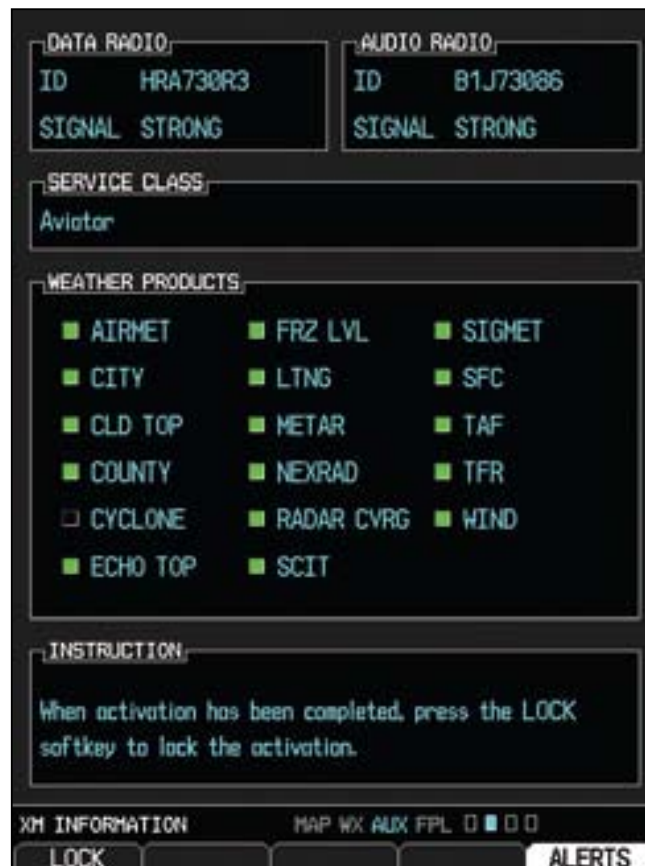 DATA RADIO
ID HRA730R3
SIGNAL STRONG
AUDIO RADIO
ID B1J73086
SIGNAL STRONG
SERVICE CLASS
Aviator
WEATHER PRODUCTS
AIRMET FRZ LVL SIGMET
CITY LTNG SFC
CLD TOP METAR TAF
COUNTY NEXRAD TFR
CYCLONE RADAR CVRG WIND
ECHO TOP SCIT
INSTRUCTION
When activation has been completed, press the LOCK
softkey to lock the activation.
XM INFORMATION MAP WX AUX FPL
LOCK ALERTS